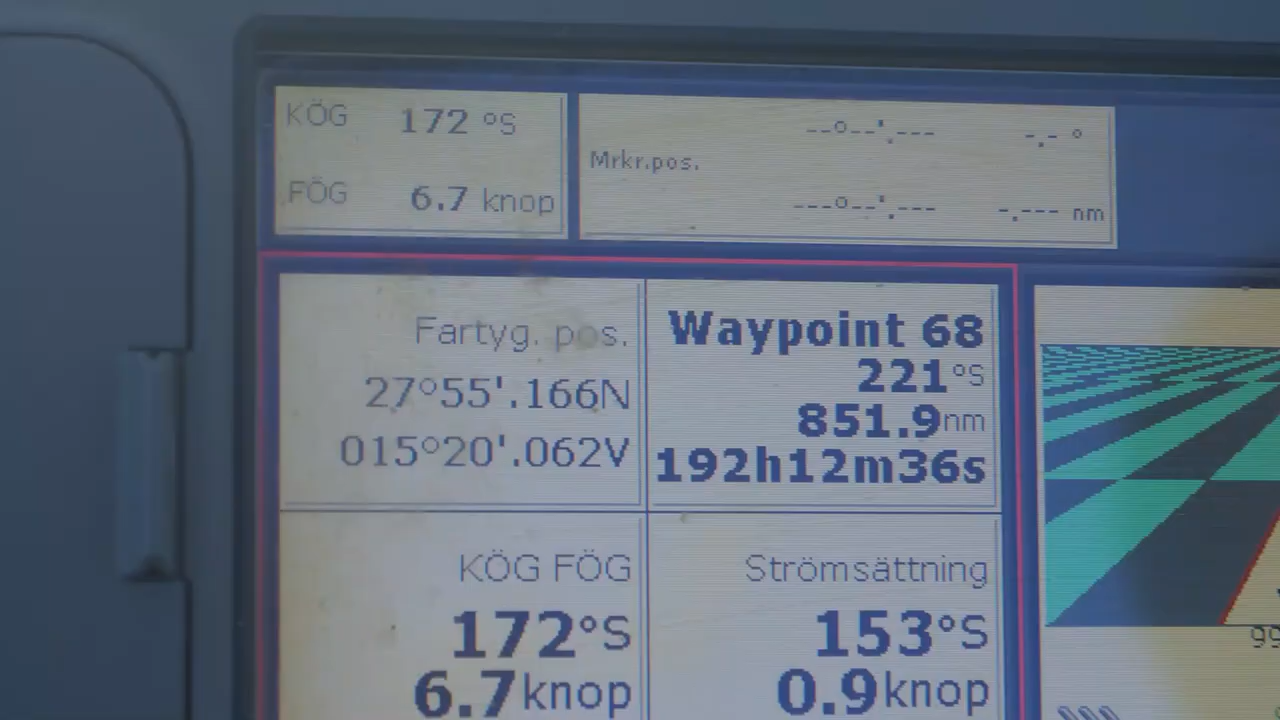 KÖG 172 °S
FÖG 6.7 knop
--°--'.--- -.- °
Mrkr.pos.
---°--'.--- -.--- nm
Fartyg. pos.
27°55'.166N
015°20'.062V
Waypoint 68
221°S
851.9nm
192h12m36s
KÖG FÖG
172°S
6.7knop
Strömsättning
153°S
0.9knop